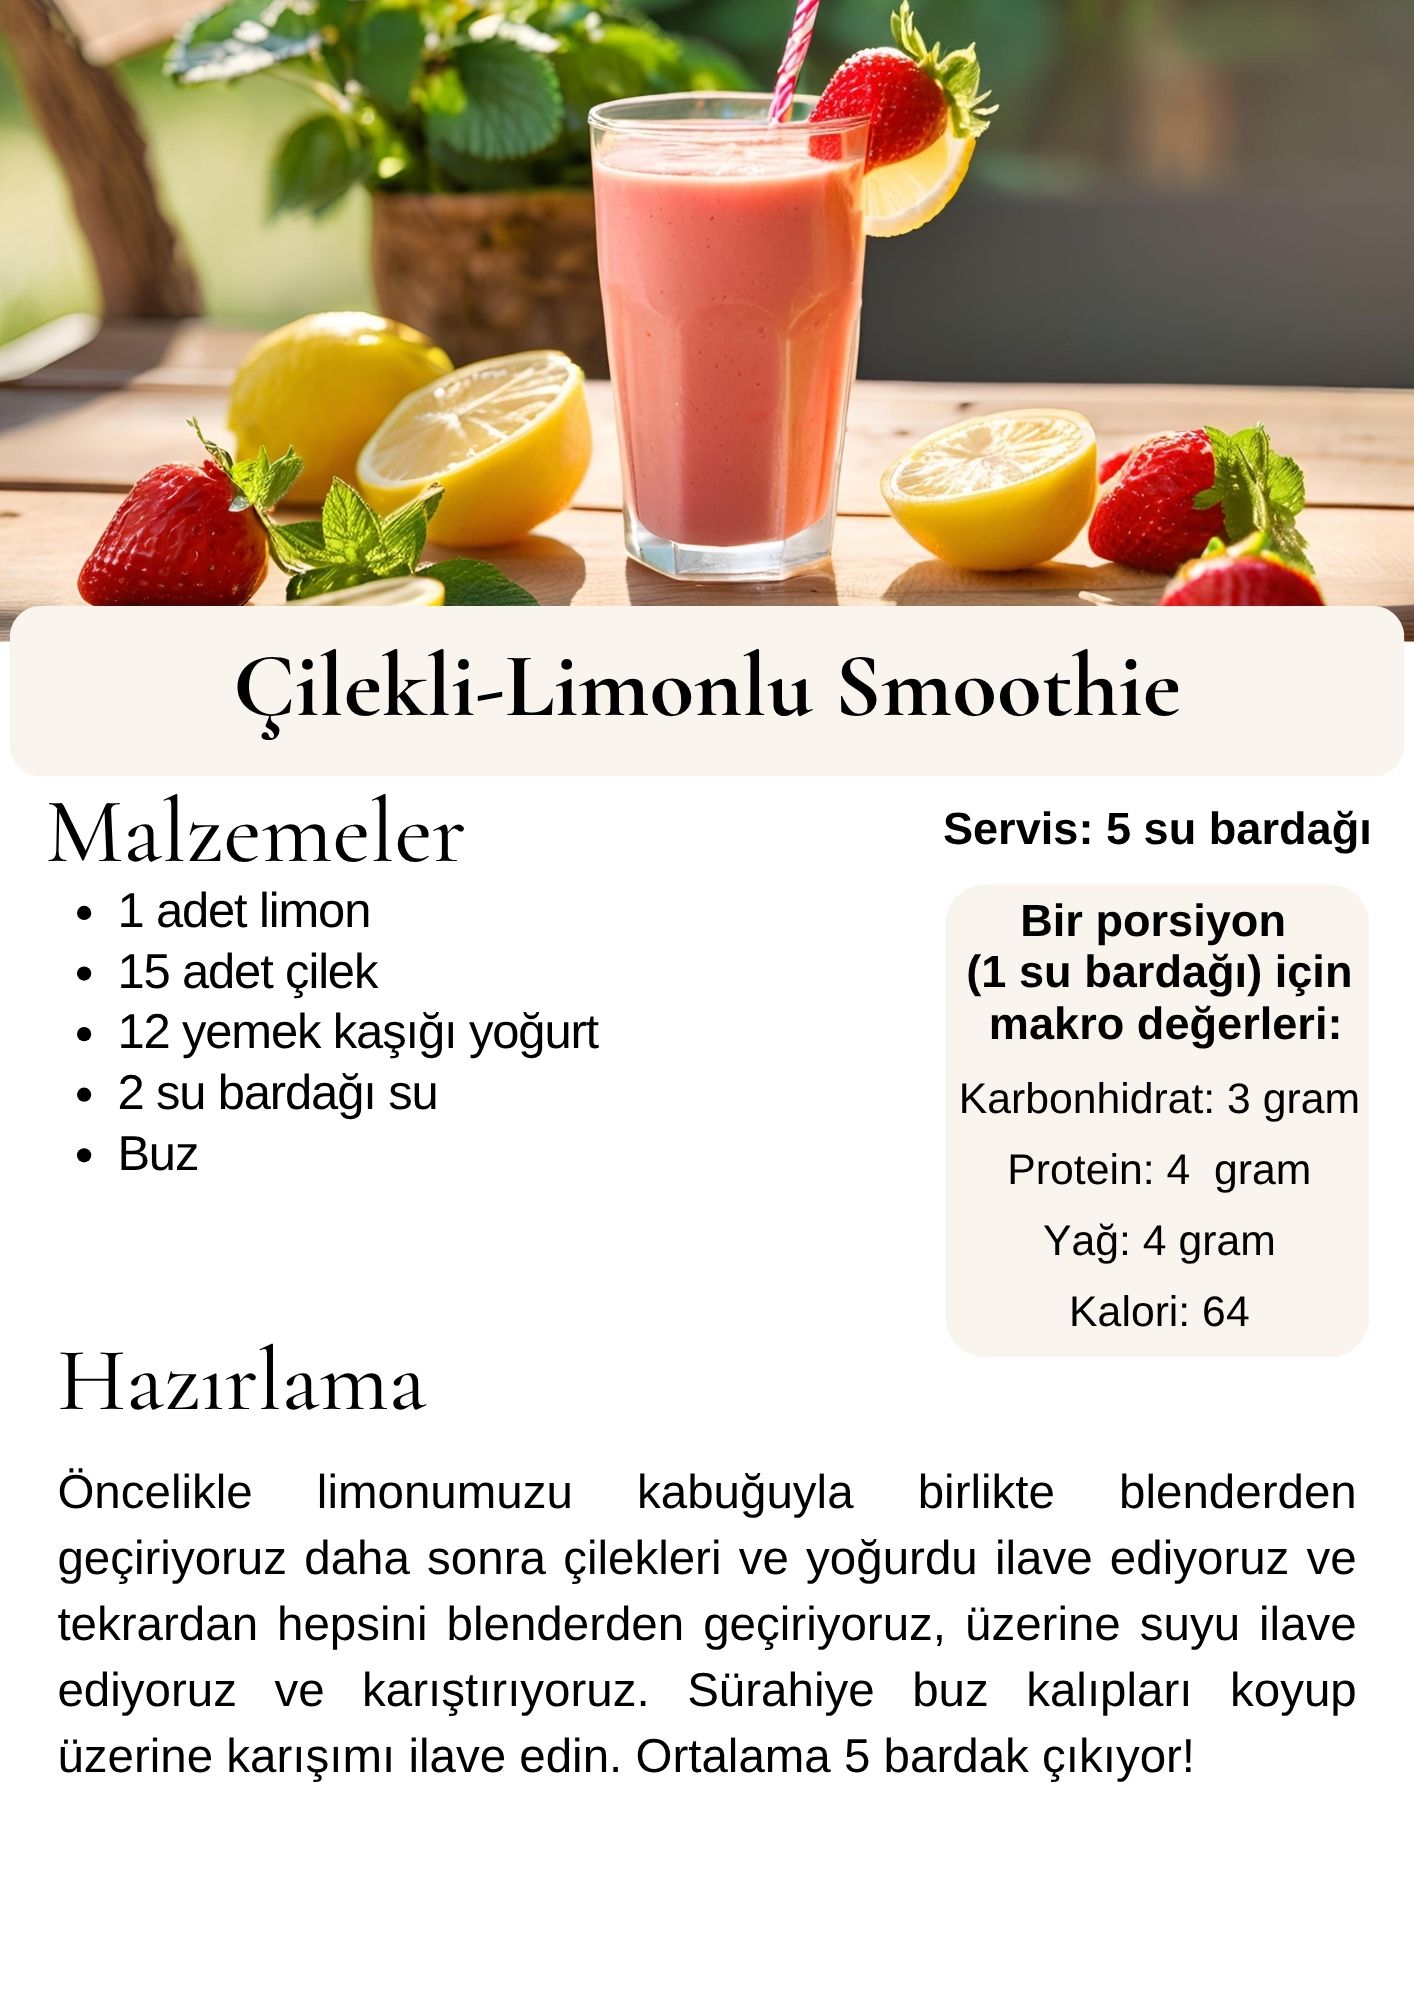 Çilekli-Limonlu Smoothie
Malzemeler
1 adet limon
15 adet çilek
12 yemek kaşığı yoğurt
2 su bardağı su
Buz
Servis: 5 su bardağı
Bir porsiyon
(1 su bardağı) için
makro değerleri:
Karbonhidrat: 3 gram
Protein: 4 gram
Yağ: 4 gram
Kalori: 64
Hazırlama
Öncelikle limonumuzu kabuğuyla birlikte blenderden
geçiriyoruz daha sonra çilekleri ve yoğurdu ilave ediyoruz ve
tekrardan hepsini blenderden geçiriyoruz, üzerine suyu ilave
ediyoruz ve karıştırıyoruz. Sürahiye buz kalıpları koyup
üzerine karışımı ilave edin. Ortalama 5 bardak çıkıyor!